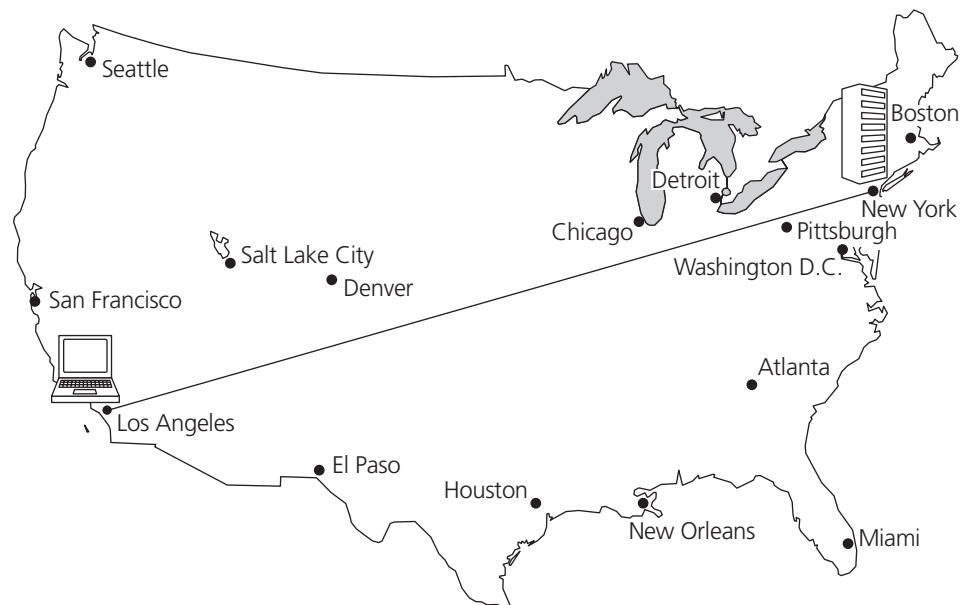 Seattle
Boston
Detroit
New York
Chicago
Pittsburgh
Salt Lake City
Washington D.C.
Denver
San Francisco
Atlanta
Los Angeles
El Paso
Houston
New Orleans
Miami